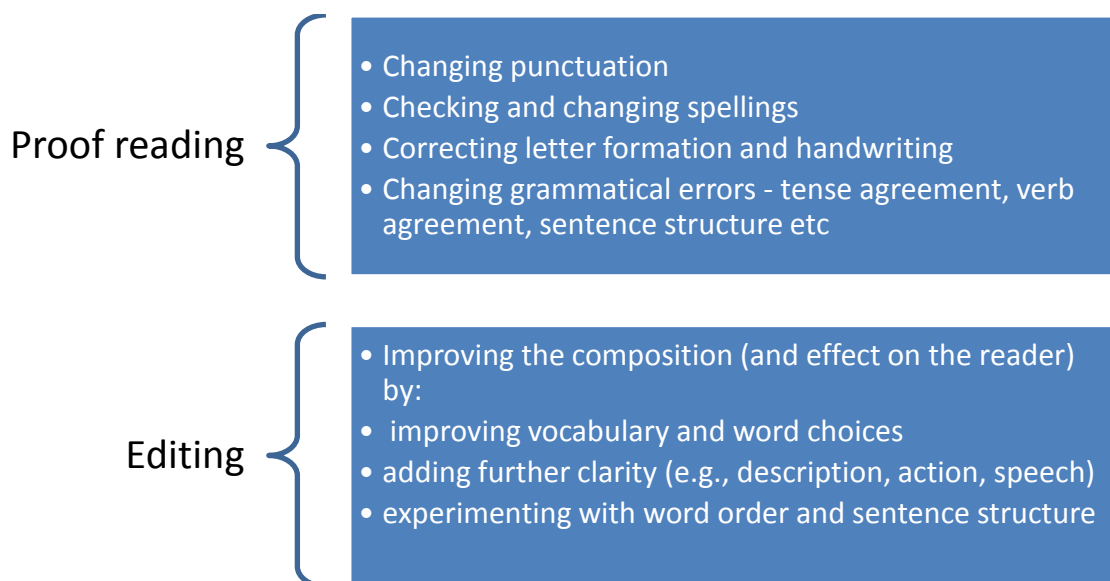 Proof reading
• Changing punctuation
• Checking and changing spellings
• Correcting letter formation and handwriting
• Changing grammatical errors - tense agreement, verb
agreement, sentence structure etc
Editing
• Improving the composition (and effect on the reader)
by:
• improving vocabulary and word choices
• adding further clarity (e.g., description, action, speech)
• experimenting with word order and sentence structure